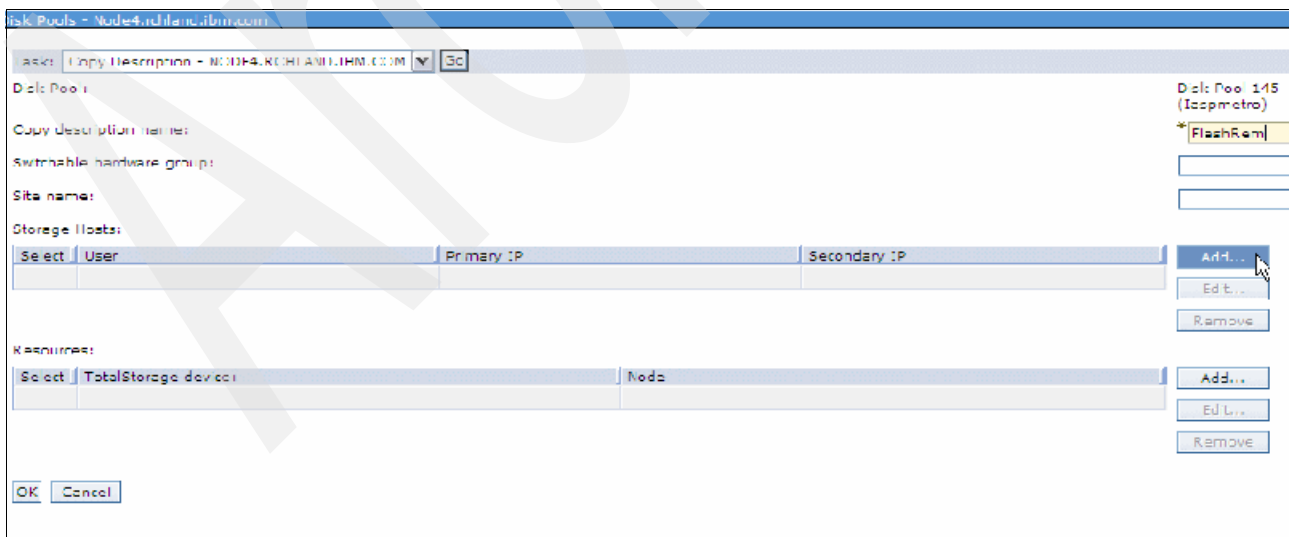 Disk Pools - Node4.rchland.ibm.com
Task: Copy Description - NODE4.RCHLAND.IBM.COM Go
Disk Pool: Disk Pool 145
(Iaspmetro)
Copy description name: * FlashRem
Switchable hardware group:
Site name:
Storage Hosts:
Select User Primary IP Secondary IP Add...
Edit...
Remove
Resources:
Select TotalStorage device: Node Add...
Edit...
Remove
OK Cancel